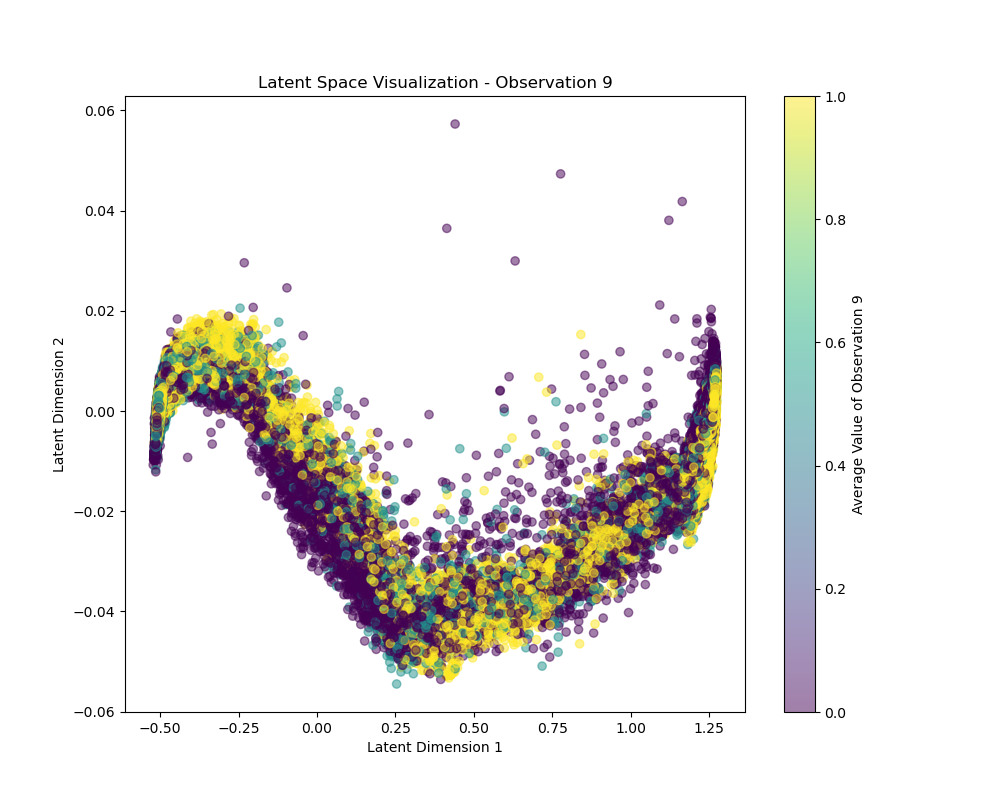 Latent Space Visualization - Observation 9
0.06
0.04
0.02
0.00
−0.02
−0.04
−0.06
Latent Dimension 2
−0.50 −0.25 0.00 0.25 0.50 0.75 1.00 1.25
Latent Dimension 1
1.0
0.8
0.6
0.4
0.2
0.0
Average Value of Observation 9